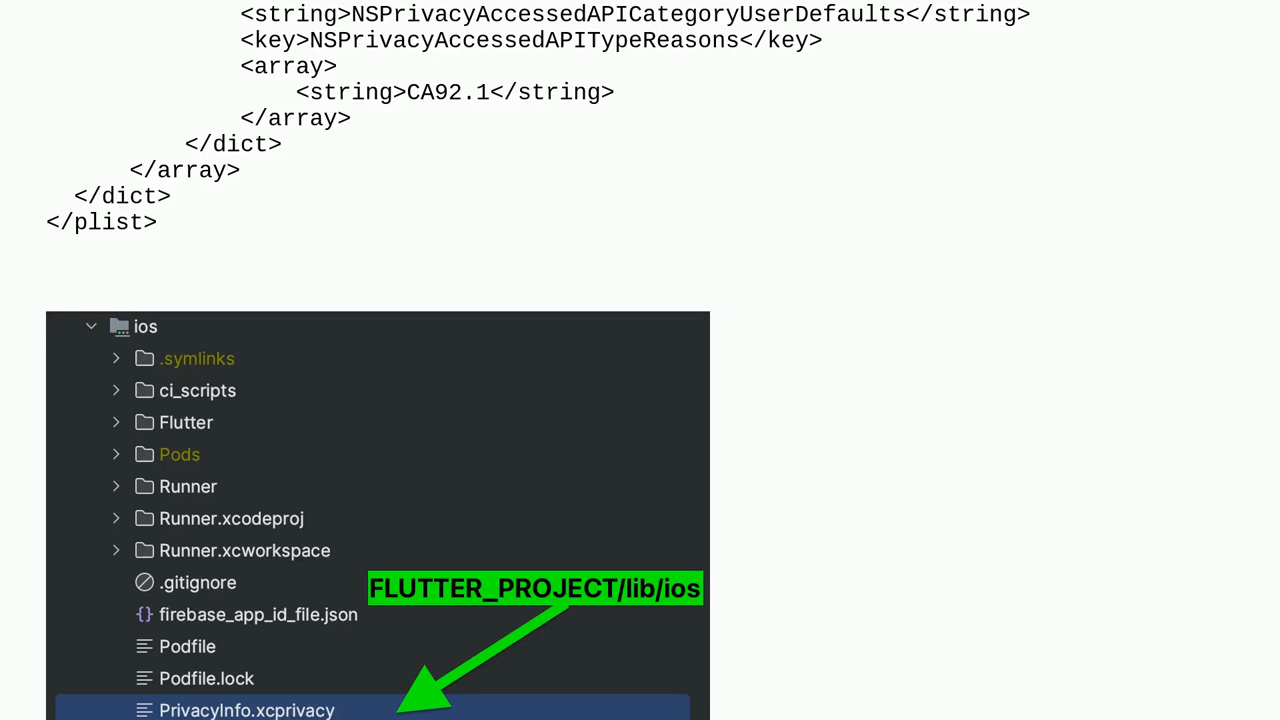 <string>NSPrivacyAccessedAPICategoryUserDefaults</string>
<key>NSPrivacyAccessedAPITypeReasons</key>
<array>
<string>CA92.1</string>
</array>
</dict>
</array>
</dict>
</plist>
ios
.symlinks
ci_scripts
Flutter
Pods
Runner
Runner.xcodeproj
Runner.xcworkspace
.gitignore
FLUTTER_PROJECT/lib/ios
firebase_app_id_file.json
Podfile
Podfile.lock
PrivacyInfo.xcprivacy